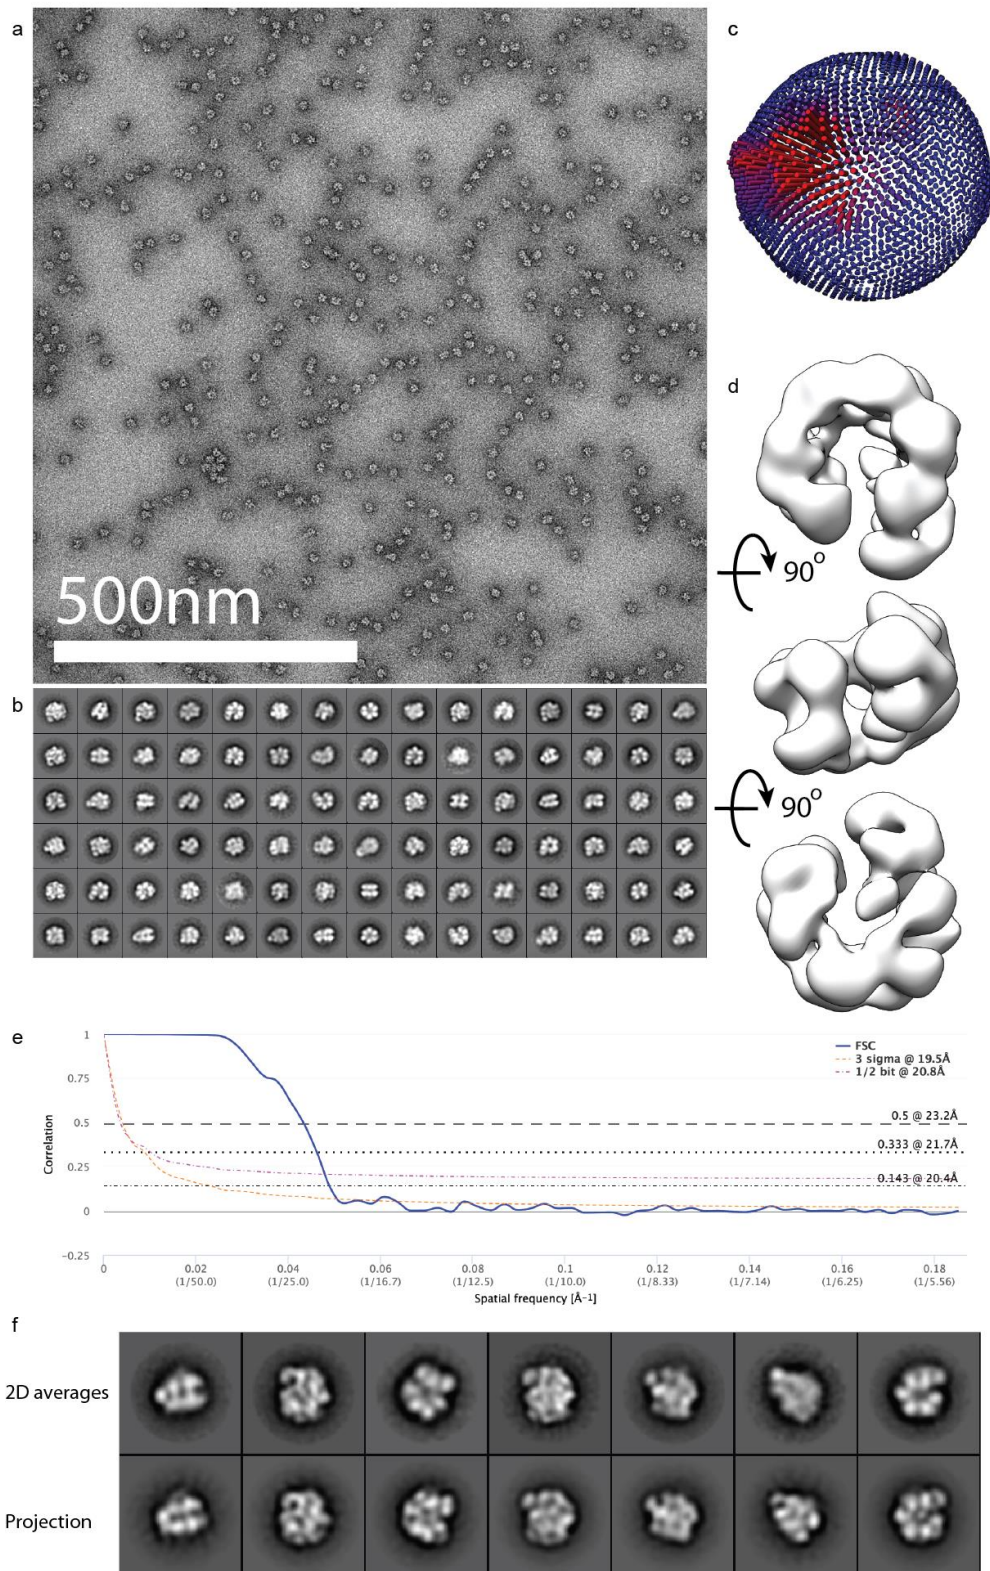 a
c
500nm
b
d
90°
90°
e
1
0.75
0.5
0.25
0
−0.25
Correlation
FSC
3 sigma @ 19.5Å
1/2 bit @ 20.8Å
0.5 @ 23.2Å
0.333 @ 21.7Å
0.143 @ 20.4Å
0 0.02 0.04 0.06 0.08 0.1 0.12 0.14 0.16 0.18
(1/50.0) (1/25.0) (1/16.7) (1/12.5) (1/10.0) (1/8.33) (1/7.14) (1/6.25) (1/5.56)
Spatial frequency [Å⁻¹]
f
2D averages
Projection